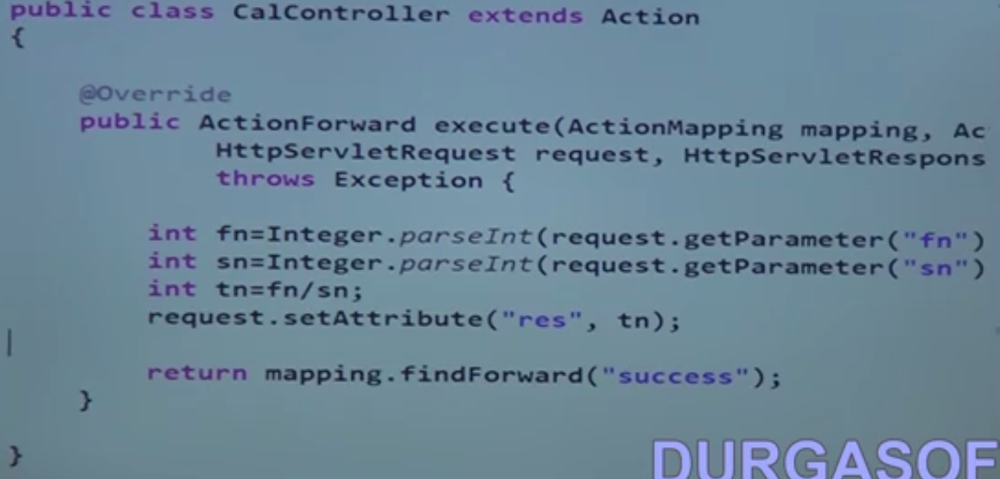 public class CalController extends Action
{
@Override
public ActionForward execute(ActionMapping mapping, Ac
HttpServletRequest request, HttpServletRespons
throws Exception {
int fn=Integer.parseInt(request.getParameter("fn")
int sn=Integer.parseInt(request.getParameter("sn")
int tn=fn/sn;
request.setAttribute("res", tn);
return mapping.findForward("success");
}
}
DURGASOF